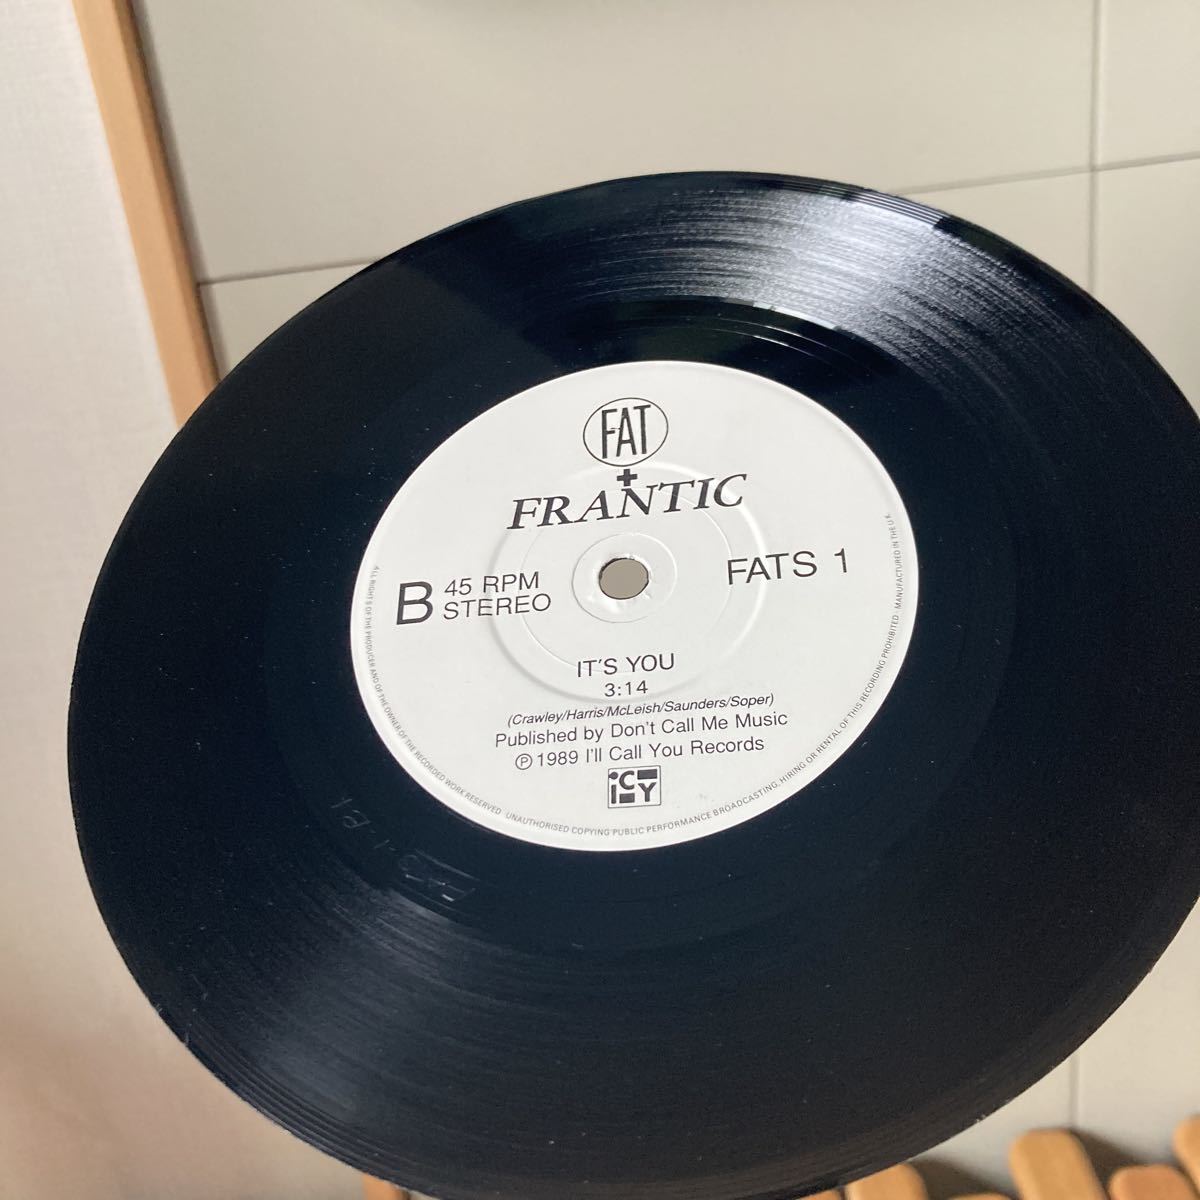 FAT
+
FRANTIC
B 45 RPM
STEREO
FATS 1
IT'S YOU
3:14
(Crawley/Harris/McLeish/Saunders/Soper)
Published by Don't Call Me Music
℗ 1989 I'll Call You Records
ICY
ALL RIGHTS OF THE PRODUCER AND OF THE OWNER OF THE RECORDED WORK RESERVED · UNAUTHORISED COPYING PUBLIC PERFORMANCE BROADCASTING, HIRING OR RENTAL OF THIS RECORDING PROHIBITED · MANUFACTURED IN THE U.K.